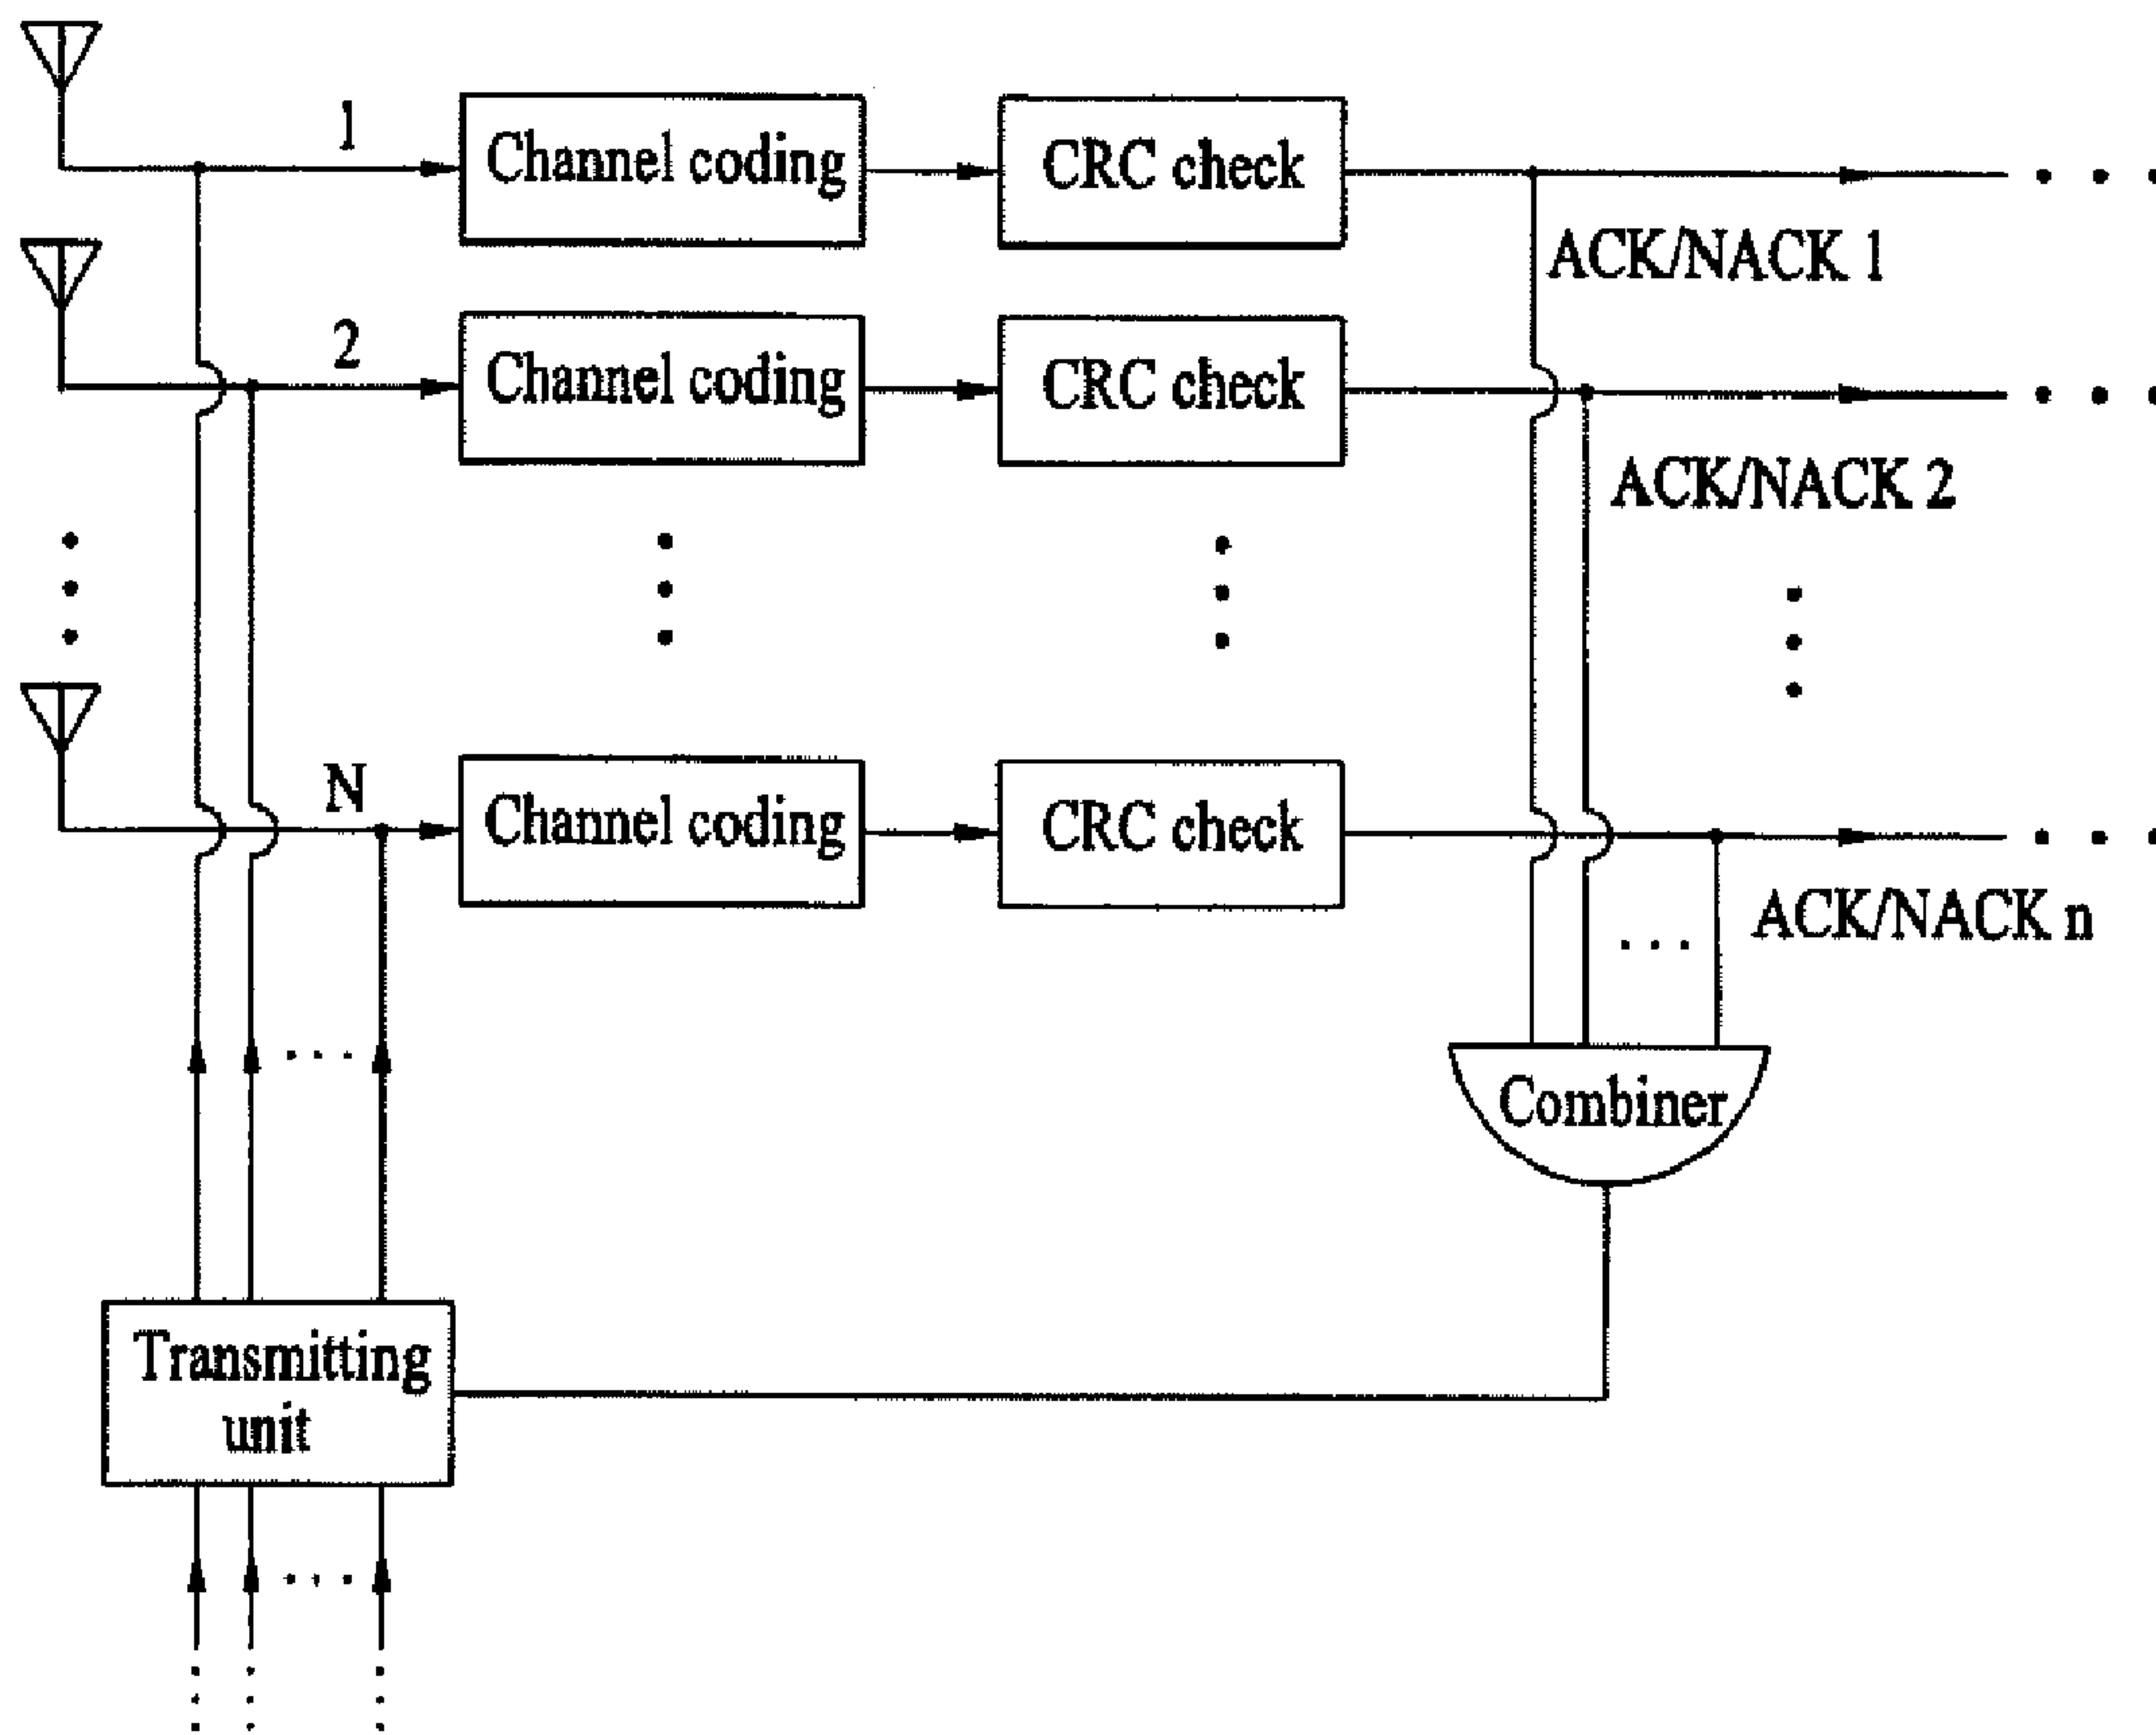 1
Channel coding
CRC check
ACK/NACK 1
2
Channel coding
CRC check
ACK/NACK 2
N
Channel coding
CRC check
ACK/NACK n
Combiner
Transmitting
unit